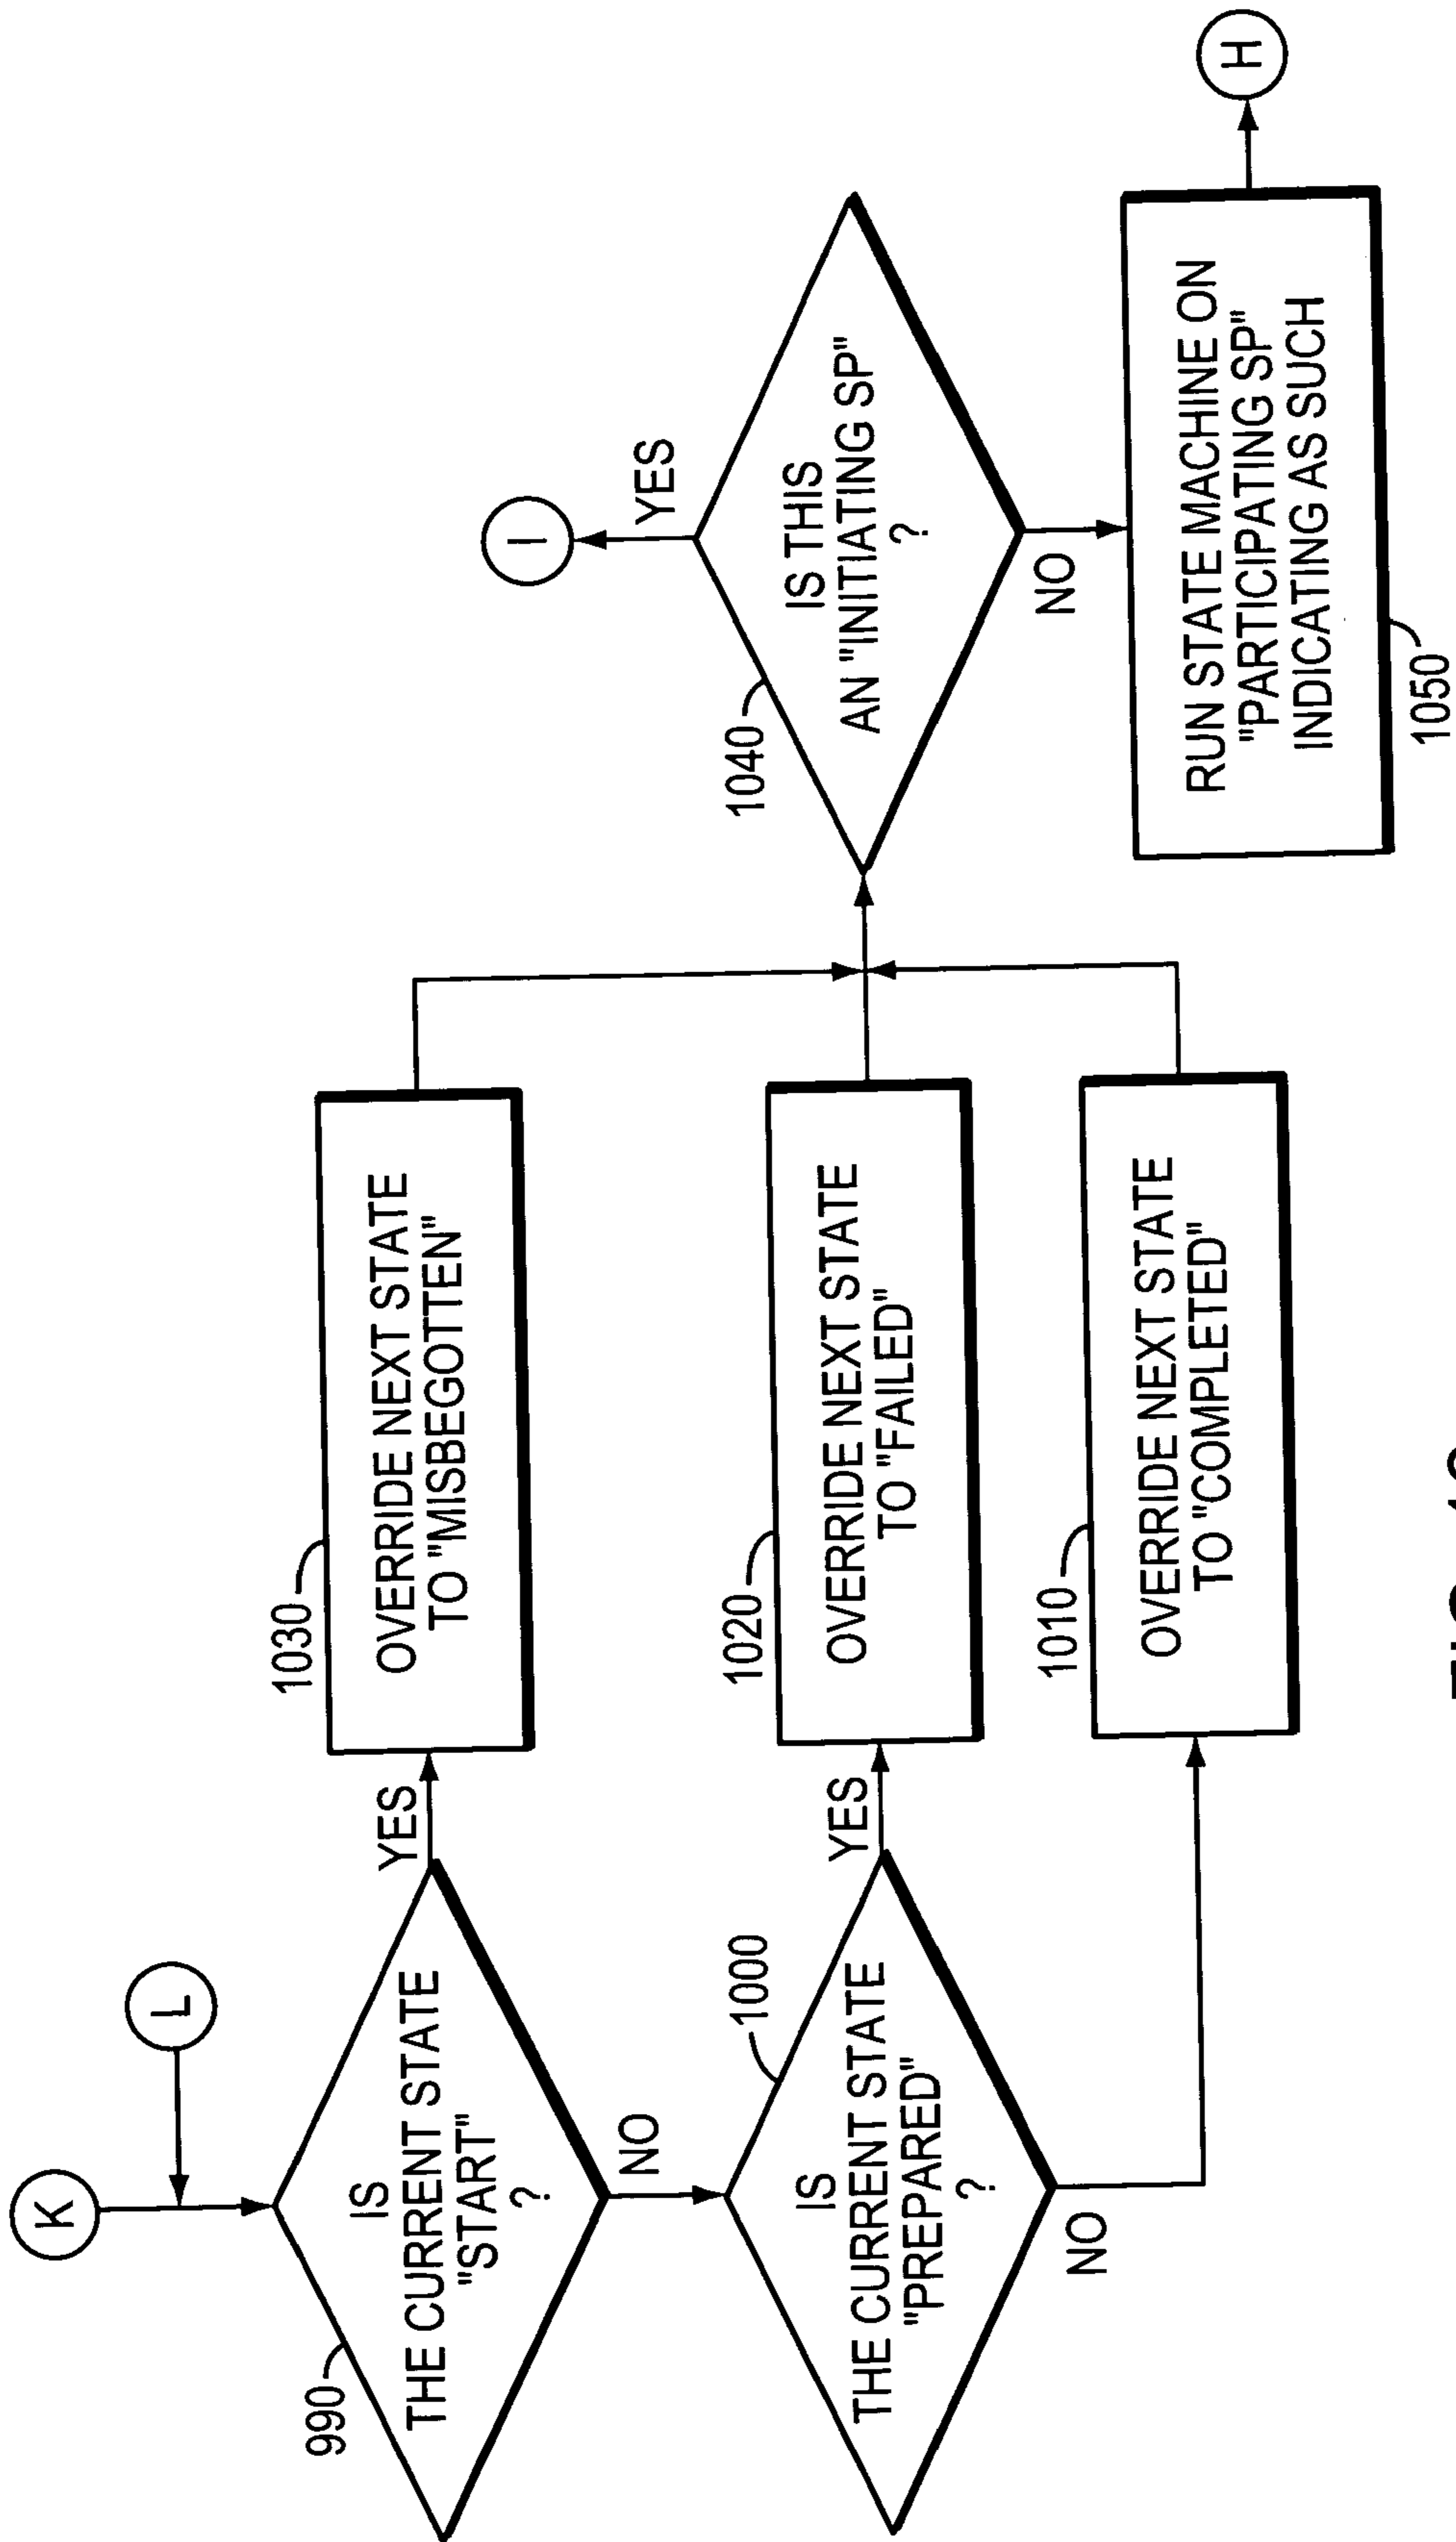 K
L
990
IS
THE CURRENT STATE
"START"
?
YES
NO
1030
OVERRIDE NEXT STATE
TO "MISBEGOTTEN"
1000
IS
THE CURRENT STATE
"PREPARED"
?
YES
NO
1020
OVERRIDE NEXT STATE
TO "FAILED"
1010
OVERRIDE NEXT STATE
TO "COMPLETED"
I
YES
1040
IS THIS
AN "INITIATING SP"
?
NO
RUN STATE MACHINE ON
"PARTICIPATING SP"
INDICATING AS SUCH
1050
H